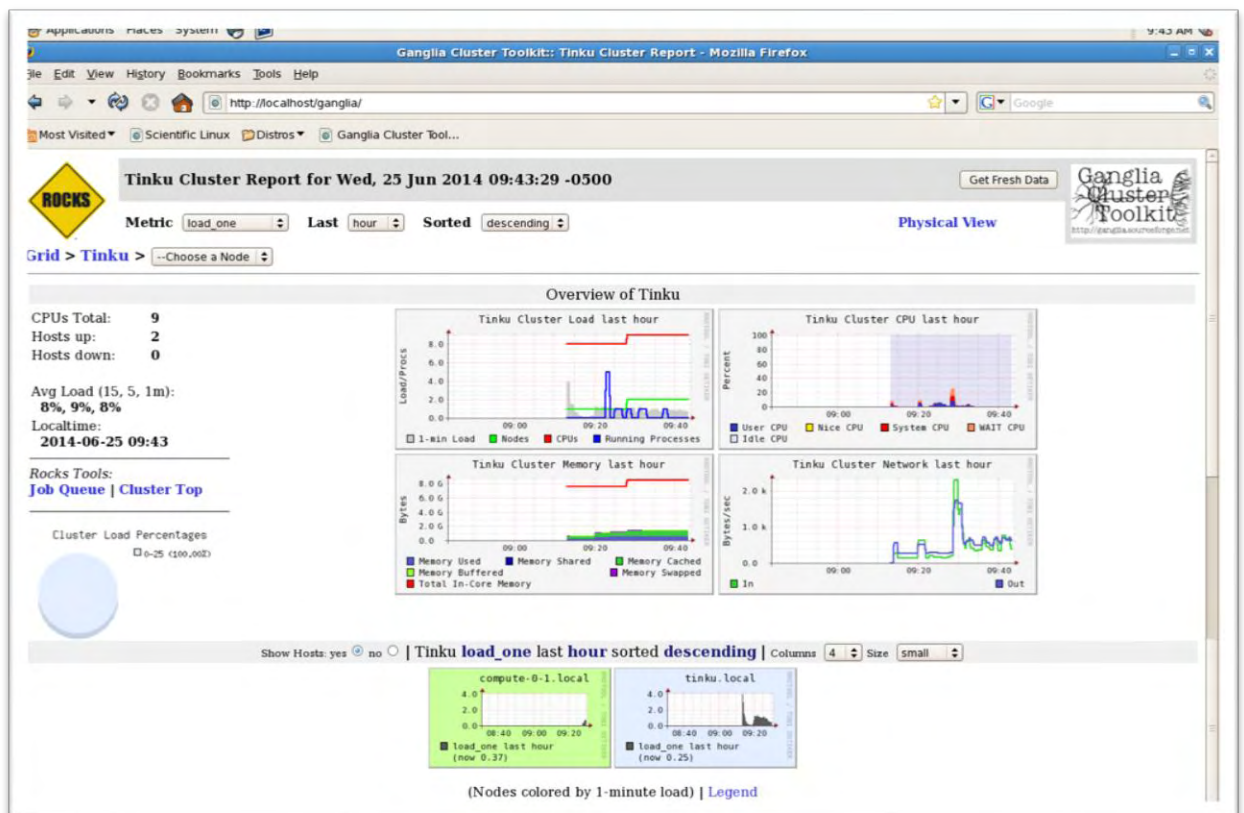 Applications Places System 9:43 AM
Ganglia Cluster Toolkit:: Tinku Cluster Report - Mozilla Firefox
File Edit View History Bookmarks Tools Help
http://localhost/ganglia/ Google
Most Visited Scientific Linux Distros Ganglia Cluster Tool...
ROCKS
Tinku Cluster Report for Wed, 25 Jun 2014 09:43:29 -0500
Get Fresh Data
Ganglia
Cluster
Toolkit
http://ganglia.sourceforge.net
Metric load_one Last hour Sorted descending
Physical View
Grid > Tinku > --Choose a Node
Overview of Tinku
CPUs Total: 9
Hosts up: 2
Hosts down: 0
Avg Load (15, 5, 1m):
8%, 9%, 8%
Localtime:
2014-06-25 09:43
Rocks Tools:
Job Queue | Cluster Top
Cluster Load Percentages
0-25 (100.00%)
Tinku Cluster Load last hour
Load/Procs
8.0
6.0
4.0
2.0
0.0
09:00 09:20 09:40
1-min Load Nodes CPUs Running Processes
Tinku Cluster CPU last hour
Percent
100
80
60
40
20
0
09:00 09:20 09:40
User CPU Nice CPU System CPU WAIT CPU
Idle CPU
Tinku Cluster Memory last hour
Bytes
8.0 G
6.0 G
4.0 G
2.0 G
0.0
09:00 09:20 09:40
Memory Used Memory Shared Memory Cached
Memory Buffered Memory Swapped
Total In-Core Memory
Tinku Cluster Network last hour
Bytes/sec
2.0 k
1.0 k
0.0
09:00 09:20 09:40
In Out
Show Hosts: yes no | Tinku load_one last hour sorted descending | Columns 4 Size small
compute-0-1.local
4.0
2.0
0.0
08:40 09:00 09:20
load_one last hour
(now 0.37)
tinku.local
4.0
2.0
0.0
08:40 09:00 09:20
load_one last hour
(now 0.25)
(Nodes colored by 1-minute load) | Legend